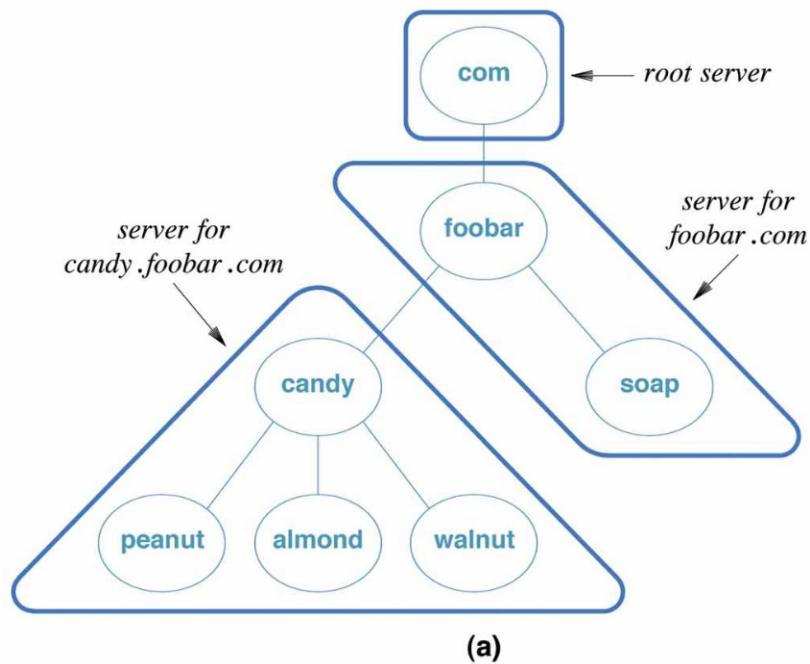 com
root server
foobar
server for
foobar.com
server for
candy.foobar.com
candy
soap
peanut
almond
walnut
(a)